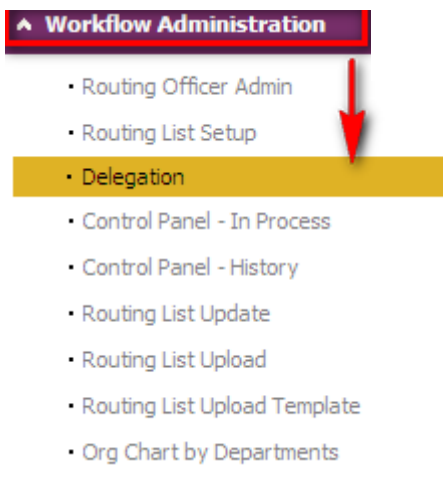 Workflow Administration
• Routing Officer Admin
• Routing List Setup
• Delegation
• Control Panel - In Process
• Control Panel - History
• Routing List Update
• Routing List Upload
• Routing List Upload Template
• Org Chart by Departments